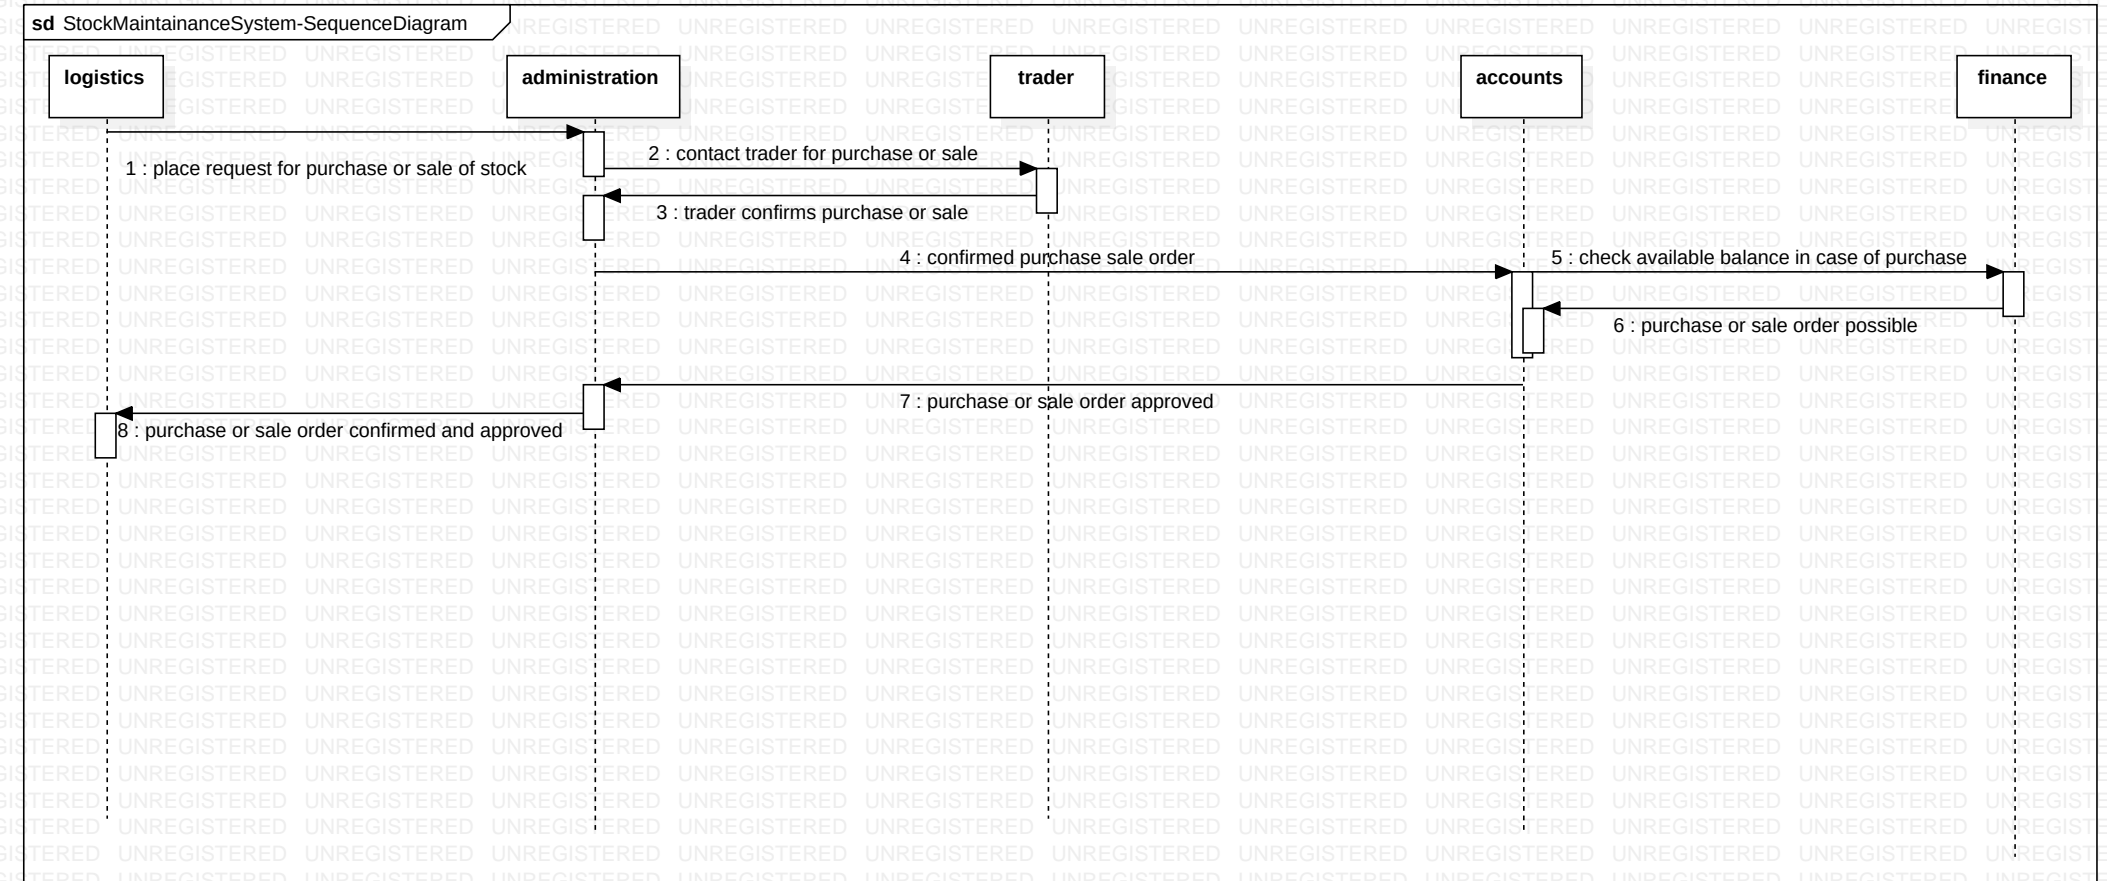 sd StockMaintainanceSystem-SequenceDiagram
logistics
administration
trader
accounts
finance
1 : place request for purchase or sale of stock
2 : contact trader for purchase or sale
3 : trader confirms purchase or sale
4 : confirmed purchase sale order
5 : check available balance in case of purchase
6 : purchase or sale order possible
7 : purchase or sale order approved
8 : purchase or sale order confirmed and approved
UNREGISTERED